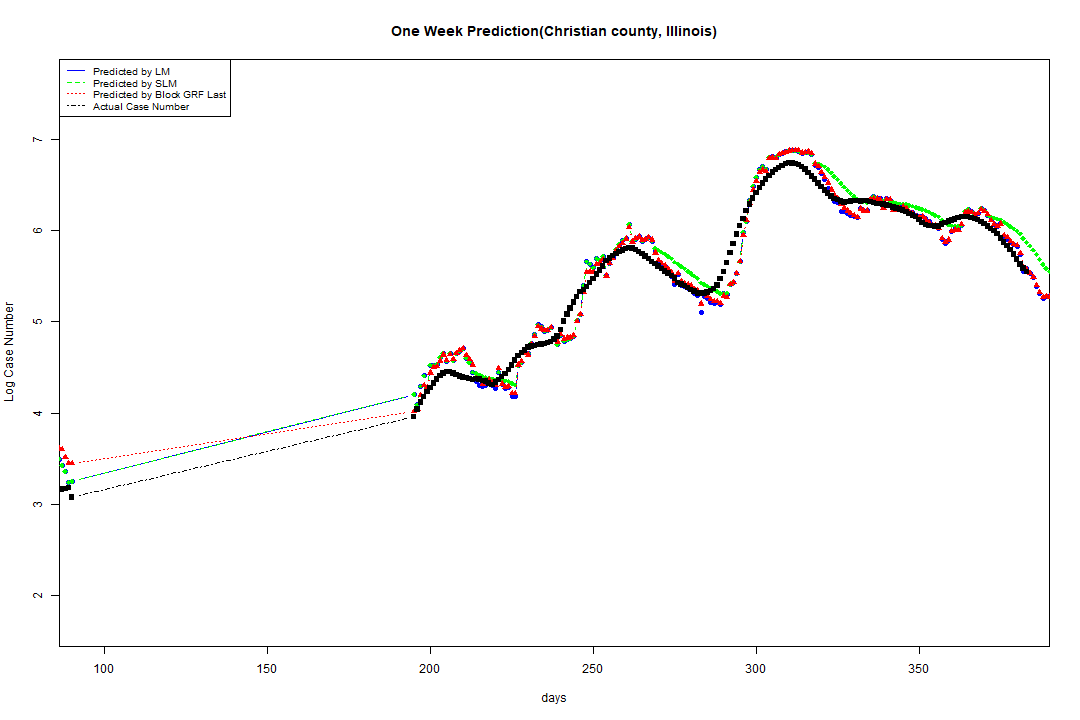 One Week Prediction(Christian county, Illinois)
Predicted by LM
Predicted by SLM
Predicted by Block GRF Last
Actual Case Number
7
6
5
4
3
2
Log Case Number
100 150 200 250 300 350
days